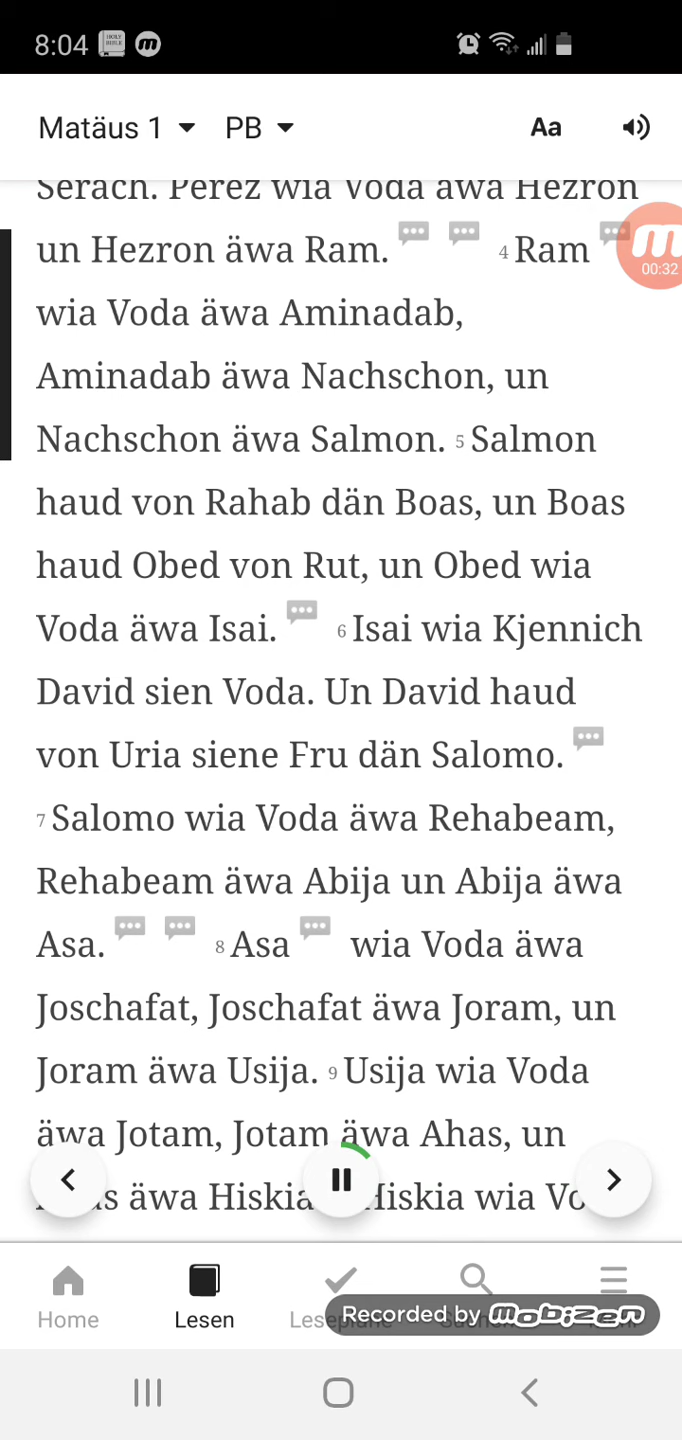 8:04
HOLY BIBLE
Matäus 1 PB Aa
Serach. Perez wia Voda äwa Hezron
un Hezron äwa Ram. 4 Ram
00:32
wia Voda äwa Aminadab,
Aminadab äwa Nachschon, un
Nachschon äwa Salmon. 5 Salmon
haud von Rahab dän Boas, un Boas
haud Obed von Rut, un Obed wia
Voda äwa Isai. 6 Isai wia Kjennich
David sien Voda. Un David haud
von Uria siene Fru dän Salomo.
7 Salomo wia Voda äwa Rehabeam,
Rehabeam äwa Abija un Abija äwa
Asa. 8 Asa wia Voda äwa
Joschafat, Joschafat äwa Joram, un
Joram äwa Usija. 9 Usija wia Voda
äwa Jotam, Jotam äwa Ahas, un
äwa Hiskia Hiskia wia
Home Lesen
Recorded by mobizen